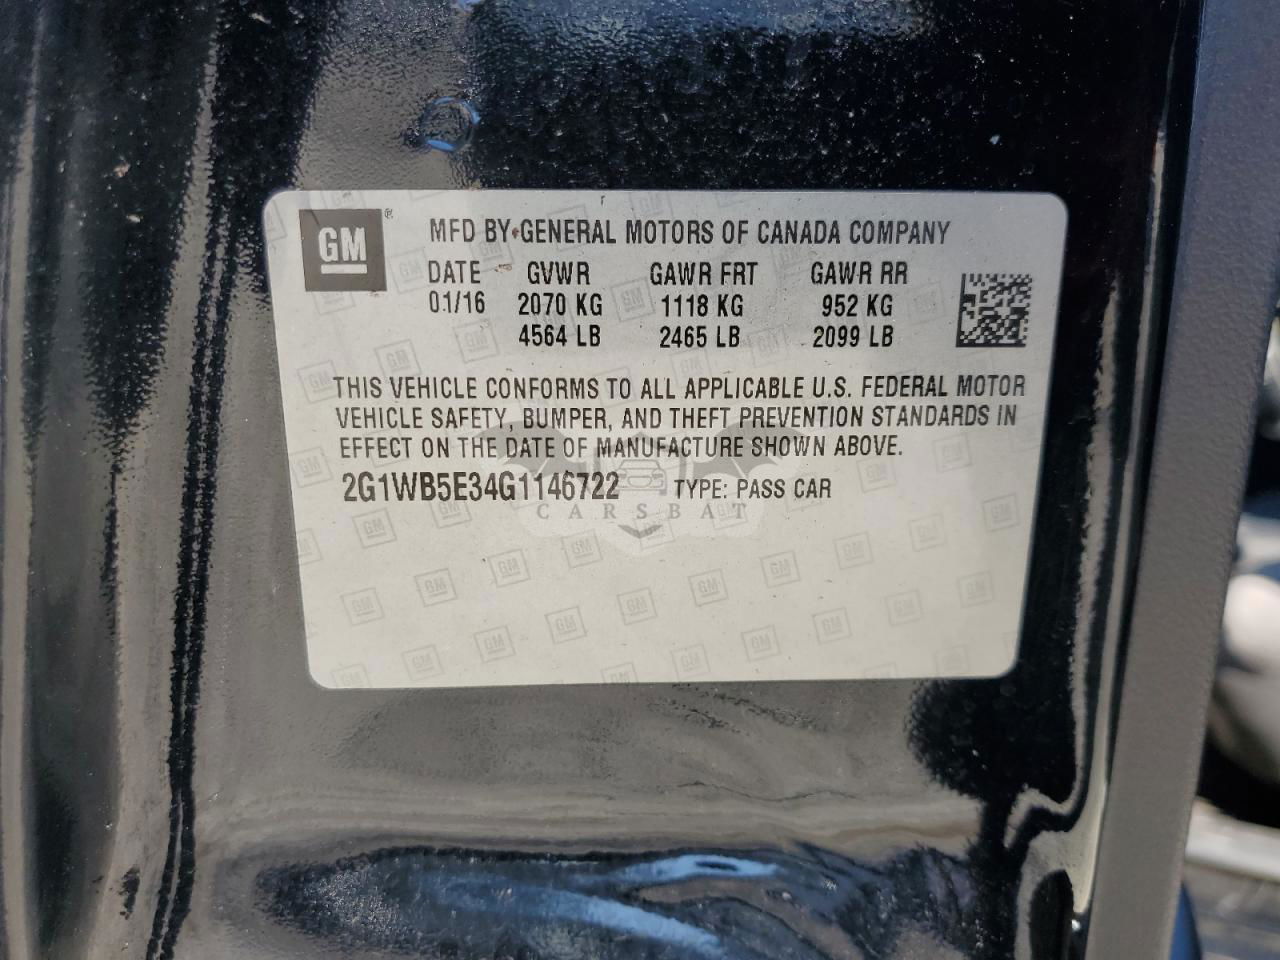 GM ® MFD BY GENERAL MOTORS OF CANADA COMPANY
DATE GVWR GAWR FRT GAWR RR
01/16 2070 KG 1118 KG 952 KG
4564 LB 2465 LB 2099 LB
THIS VEHICLE CONFORMS TO ALL APPLICABLE U.S. FEDERAL MOTOR
VEHICLE SAFETY, BUMPER, AND THEFT PREVENTION STANDARDS IN
EFFECT ON THE DATE OF MANUFACTURE SHOWN ABOVE.
2G1WB5E34G1146722 TYPE: PASS CAR
CARSBAT